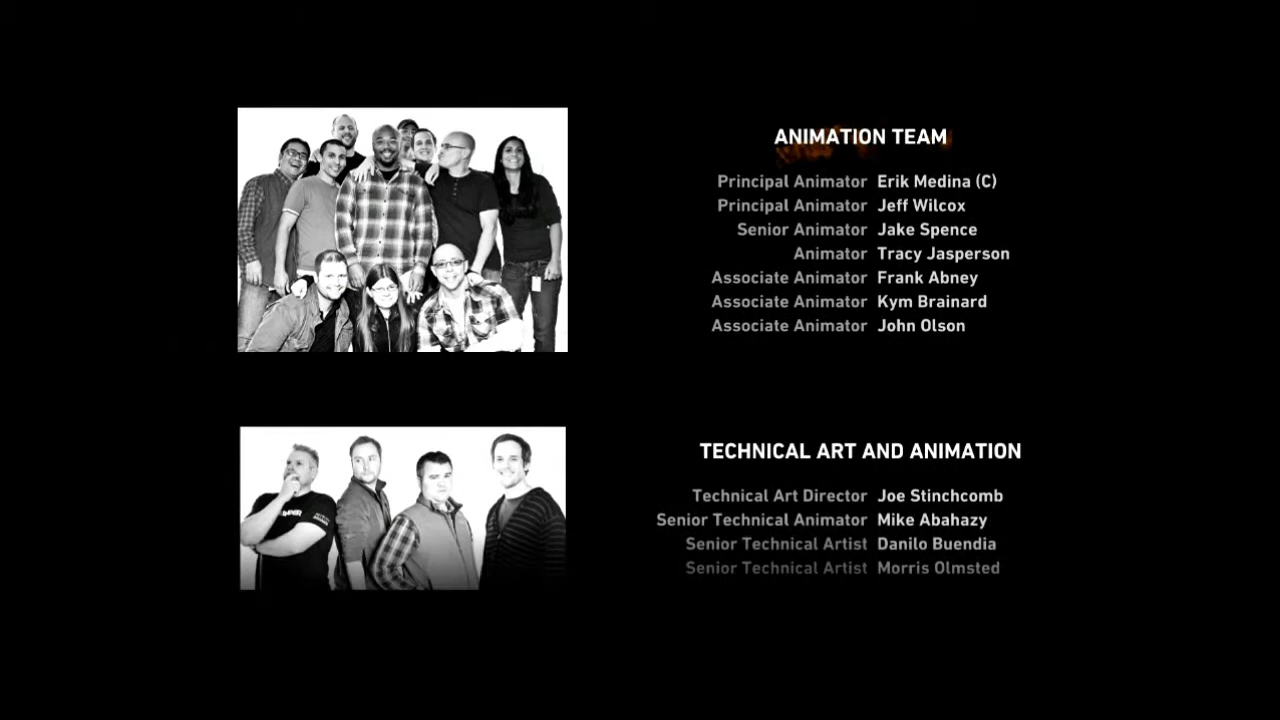 ANIMATION TEAM
Principal Animator Erik Medina (C)
Principal Animator Jeff Wilcox
Senior Animator Jake Spence
Animator Tracy Jasperson
Associate Animator Frank Abney
Associate Animator Kym Brainard
Associate Animator John Olson
TECHNICAL ART AND ANIMATION
Technical Art Director Joe Stinchcomb
Senior Technical Animator Mike Abahazy
Senior Technical Artist Danilo Buendia
Senior Technical Artist Morris Olmsted